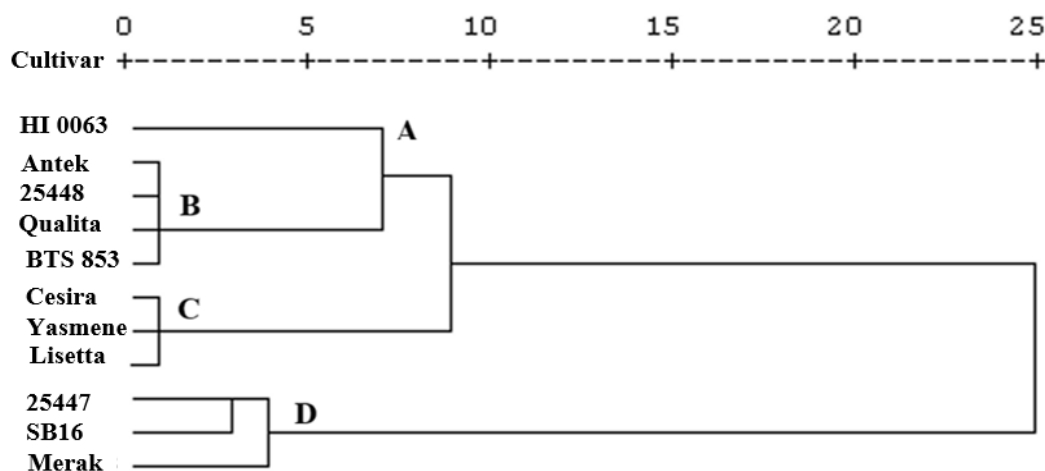 0 5 10 15 20 25
Cultivar +---------+---------+---------+---------+---------+
HI 0063
A
Antek
25448
B
Qualita
BTS 853
Cesira
C
Yasmene
Lisetta
25447
D
SB16
Merak